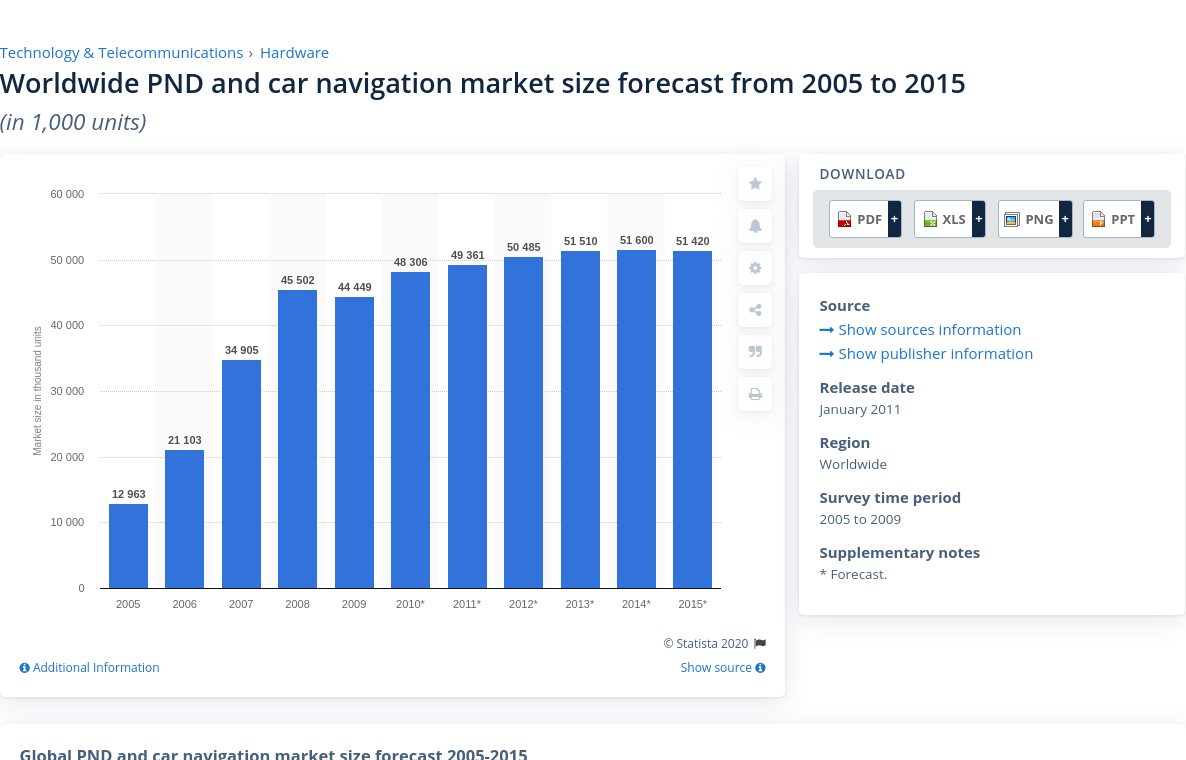 Technology & Telecommunications › Hardware
Worldwide PND and car navigation market size forecast from 2005 to 2015
(in 1,000 units)
Market size in thousand units
60 000
50 000
40 000
30 000
20 000
10 000
0
12 963
21 103
34 905
45 502
44 449
48 306
49 361
50 485
51 510
51 600
51 420
2005 2006 2007 2008 2009 2010* 2011* 2012* 2013* 2014* 2015*
© Statista 2020
Additional Information
Show source
DOWNLOAD
PDF + XLS + PNG + PPT +
Source
Show sources information
Show publisher information
Release date
January 2011
Region
Worldwide
Survey time period
2005 to 2009
Supplementary notes
* Forecast.
Global PND and car navigation market size forecast 2005-2015